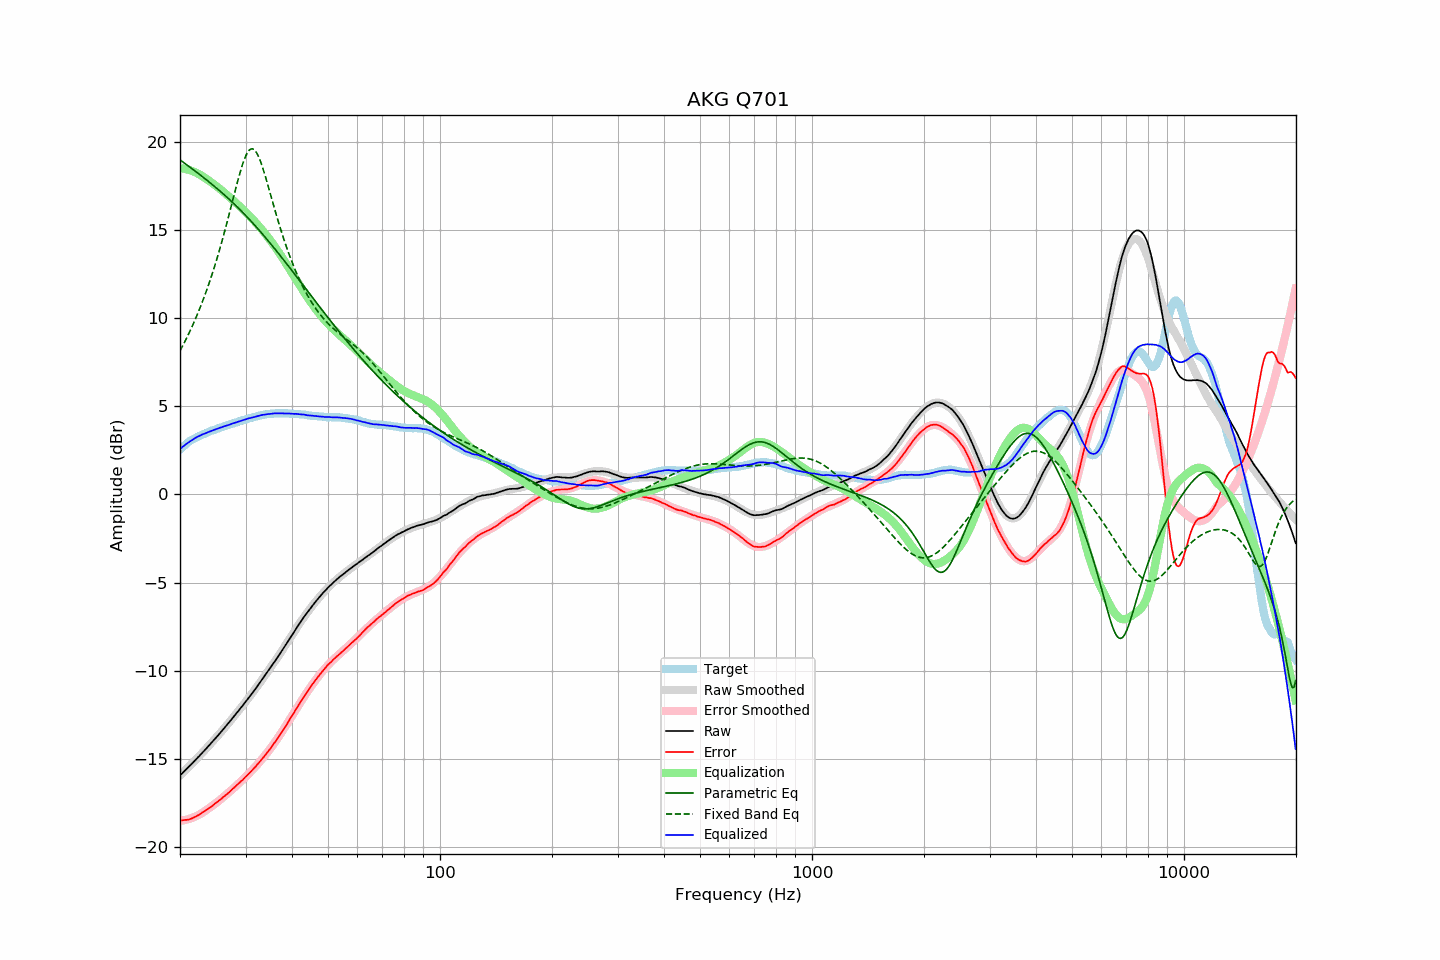 AKG Q701
20
15
10
5
0
−5
−10
−15
−20
Amplitude (dBr)
100
1000
10000
Frequency (Hz)
Target
Raw Smoothed
Error Smoothed
Raw
Error
Equalization
Parametric Eq
Fixed Band Eq
Equalized